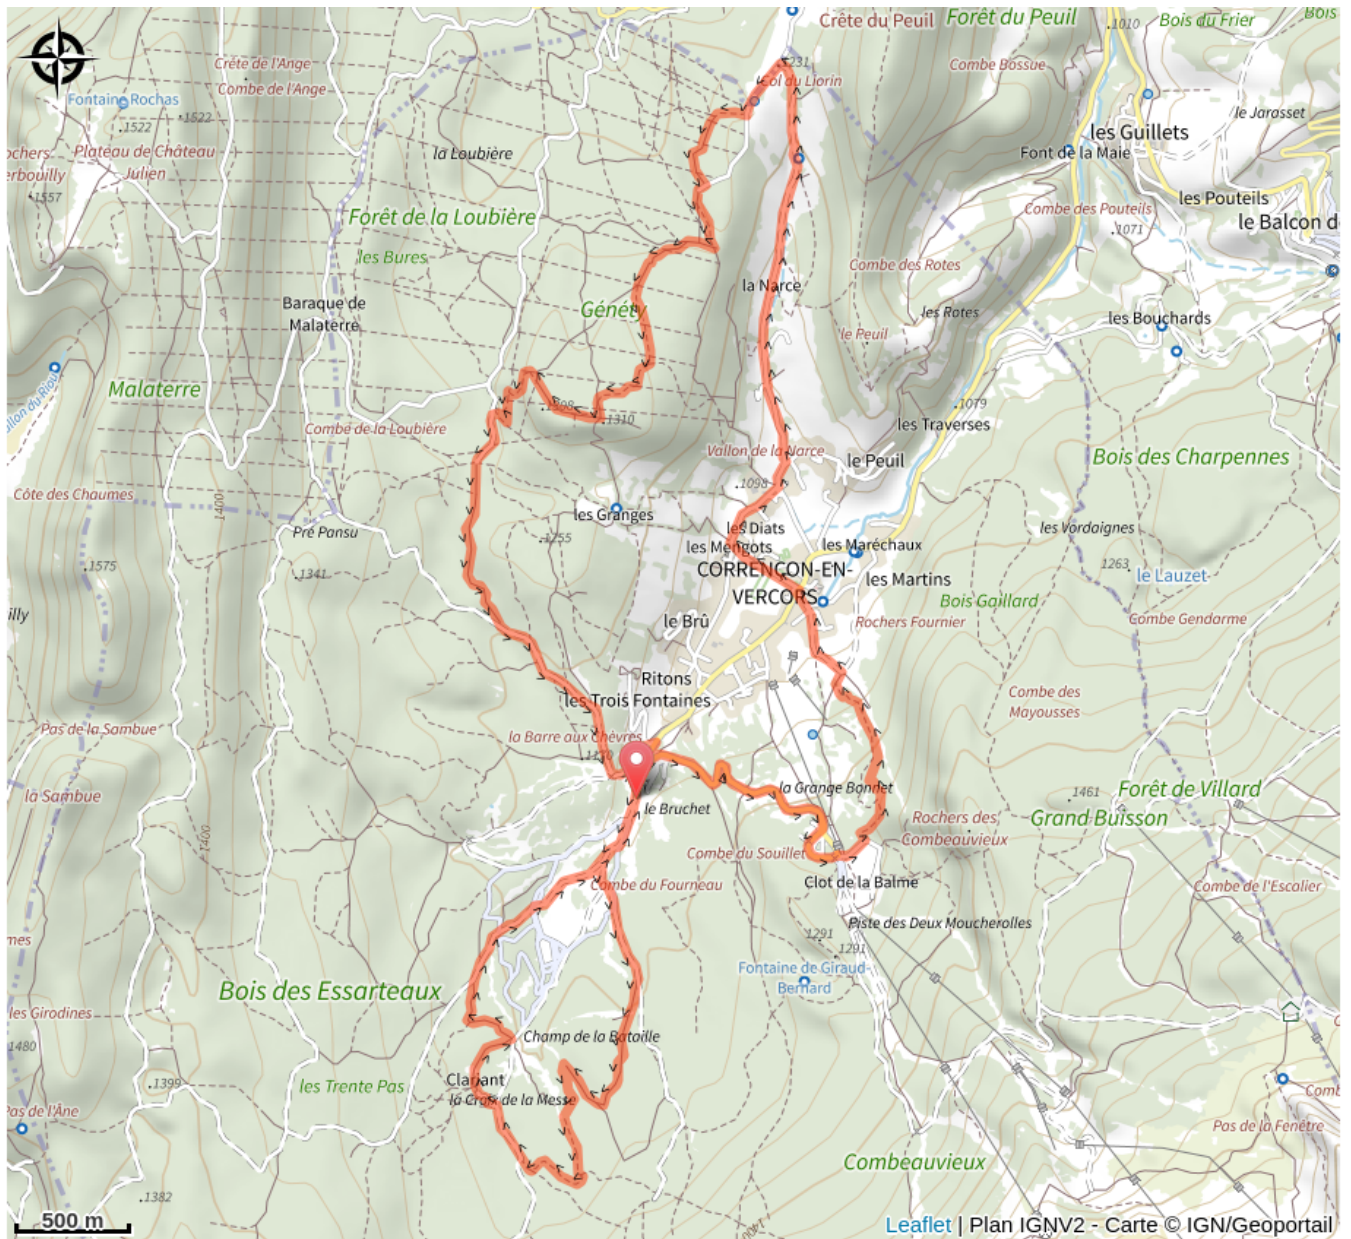 Crête du Peuil
Forêt du Peuil
.1010
Bois du Frier
Bois
Crête de l'Ange
Combe de l'Ange
Combe Bossue
Col du Liorin
Fontaine Rochas
.1522
.1522
le Jarasset
les Guillets
Font de la Maie
Plateau de Château
Julien
la Loubière
.1557
les Pouteils
Combe des Pouteils
.1071
le Balcon d
Forêt de la Loubière
les Bures
Combe des Rotes
la Narce
Baraque de
Malaterre
les Rotes
les Bouchards
le Peuil
Malaterre
.1310
.1079
les Traverses
Combe de la Loubière
Vallon de la Narce
le Peuil
Bois des Charpennes
Côte des Chaumes
1400
.1098
les Granges
les Diats
les Vordaignes
Pré Pansu
.1255
les Mengots
les Maréchaux
.1575
.1341
CORRENÇON-EN-
VERCORS
les Martins
1263
le Lauzet
Bois Gaillard
illy
le Brû
Rochers Fournier
Combe Gendarme
Ritons
les Trois Fontaines
Combe des
Mayousses
Pas de la Sambue
la Barre aux Chèvres
la Sambue
la Grange Bonnet
.1461
Forêt de Villard
le Bruchet
Grand Buisson
Rochers des
Combeauvieux
1400
Combe du Souillet
Clot de la Balme
Combe du Fourneau
Combe de l'Escalier
Piste des Deux Moucherolles
1291
1291
Fontaine de Giraud-
Bernard
Bois des Essarteaux
les Girodines
1480
Champ de la Bataille
Clariant
la Croix de la Messe
.1399
les Trente Pas
Pas de l'Âne
Pas de la Fenêtre
Combeauvieux
.1382
1400
500 m
Leaflet | Plan IGNV2 - Carte © IGN/Geoportail